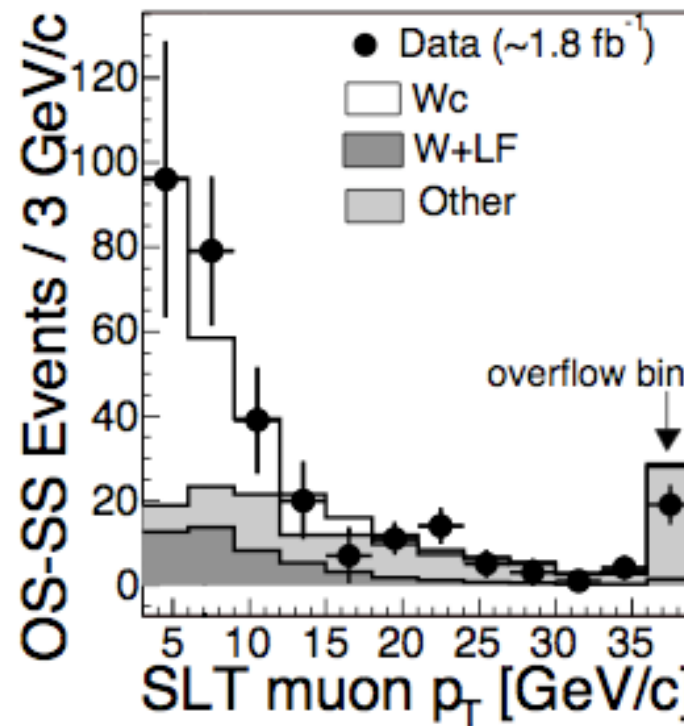 Data (~1.8 fb⁻¹)
Wc
W+LF
Other
overflow bin
OS-SS Events / 3 GeV/c
120
100
80
60
40
20
0
5 10 15 20 25 30 35
SLT muon p_T [GeV/c]